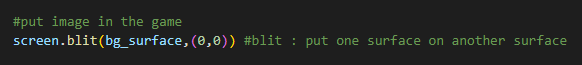 #put image in the game
screen.blit(bg_surface,(0,0)) #blit : put one surface on another surface